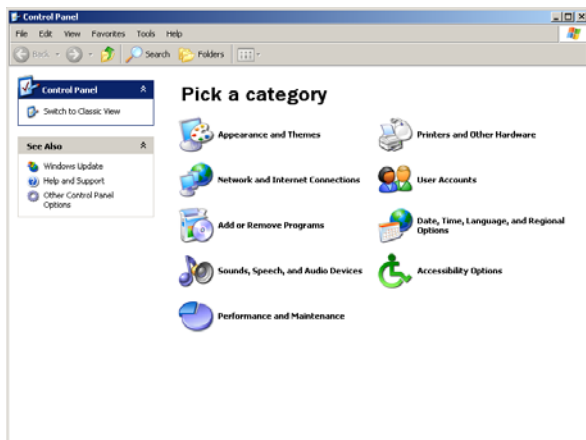 Control Panel
File Edit View Favorites Tools Help
Back Search Folders
Control Panel
Switch to Classic View
See Also
Windows Update
Help and Support
Other Control Panel
Options
Pick a category
Appearance and Themes
Printers and Other Hardware
Network and Internet Connections
User Accounts
Add or Remove Programs
Date, Time, Language, and Regional
Options
Sounds, Speech, and Audio Devices
Accessibility Options
Performance and Maintenance